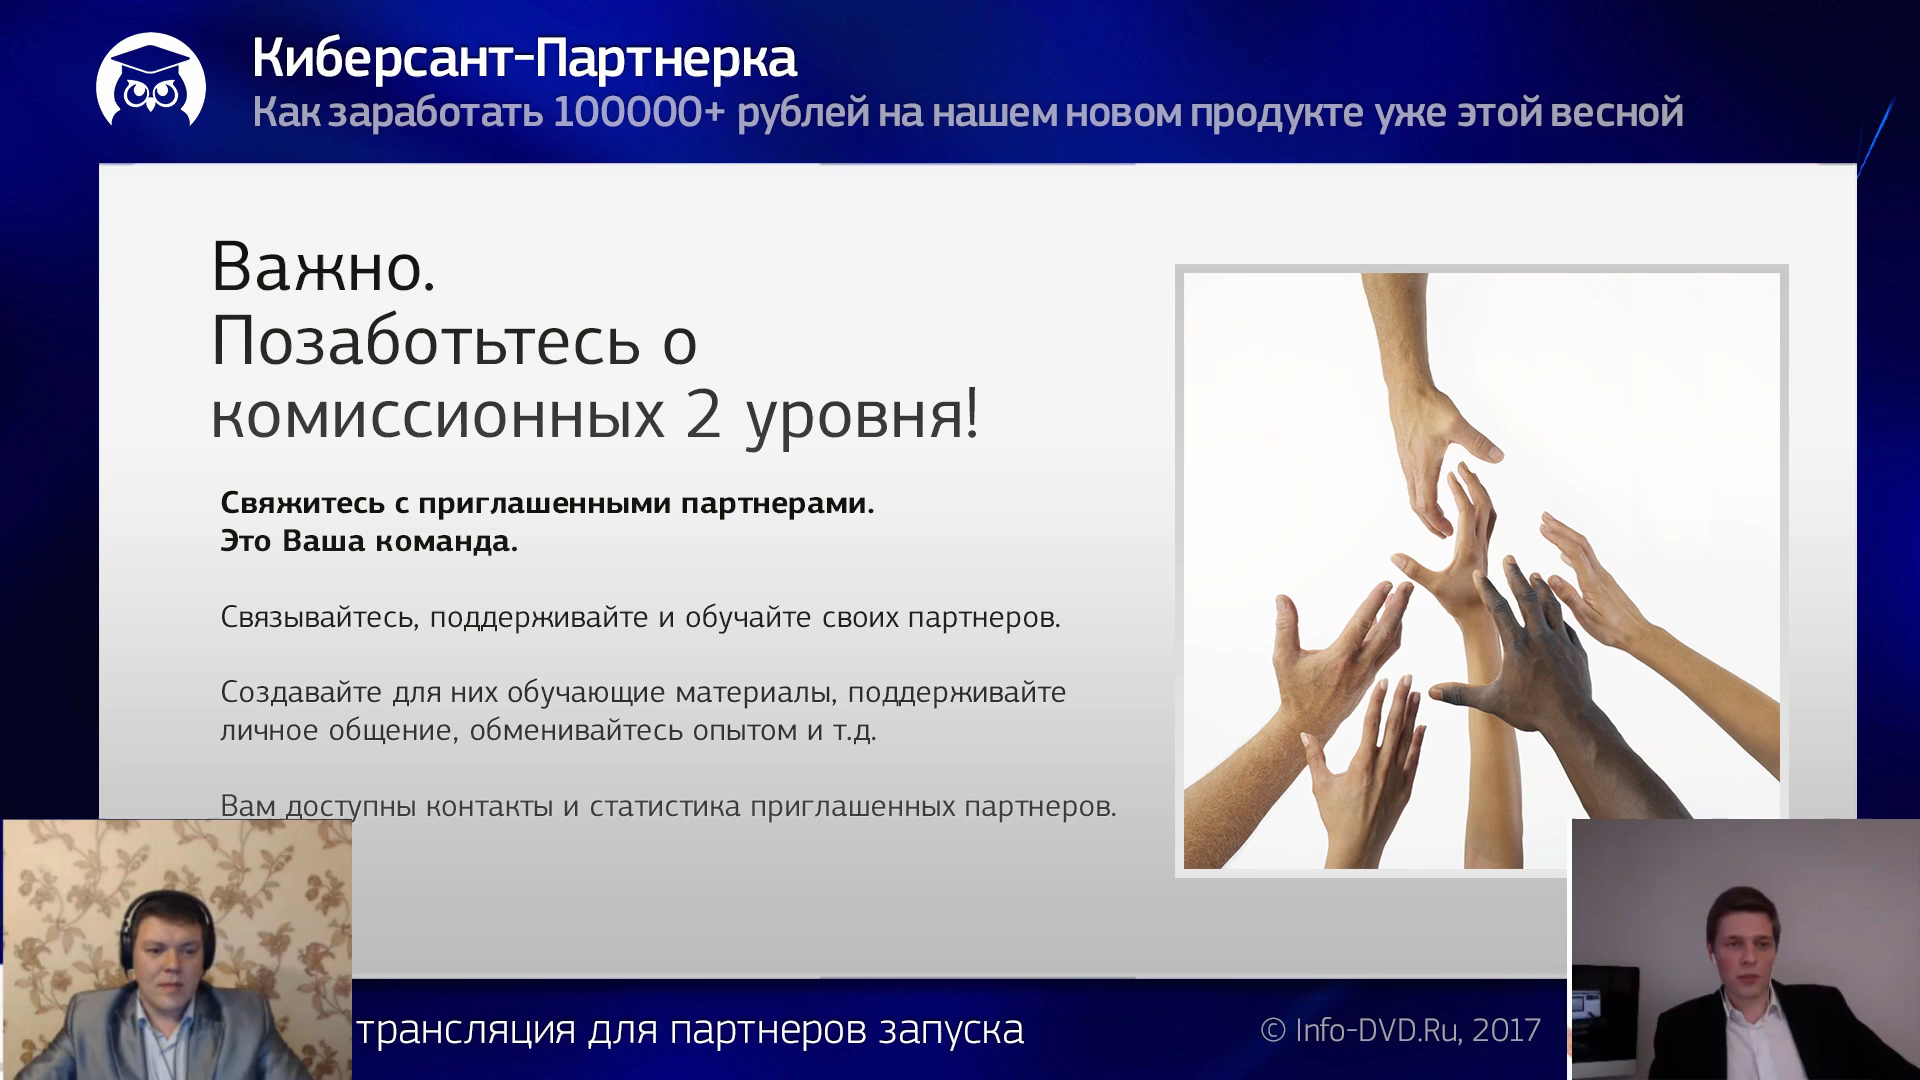 Киберсант-Партнерка
Как заработать 100000+ рублей на нашем новом продукте уже этой весной
Важно.
Позаботьтесь о
комиссионных 2 уровня!
Свяжитесь с приглашенными партнерами.
Это Ваша команда.
Связывайтесь, поддерживайте и обучайте своих партнеров.
Создавайте для них обучающие материалы, поддерживайте
личное общение, обменивайтесь опытом и т.д.
Вам доступны контакты и статистика приглашенных партнеров.
трансляция для партнеров запуска
© Info-DVD.Ru, 2017